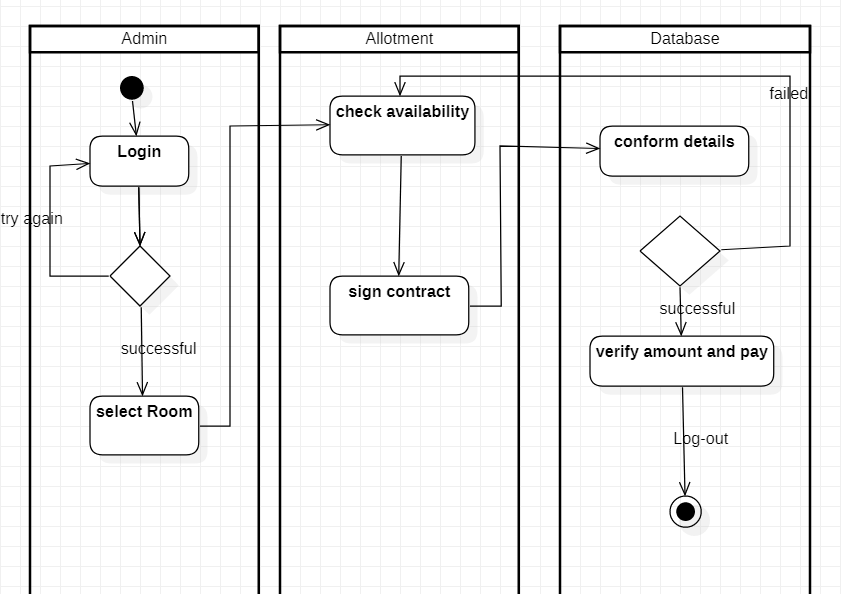 Admin
Allotment
Database
failed
check availability
Login
conform details
try again
sign contract
successful
successful
verify amount and pay
select Room
Log-out